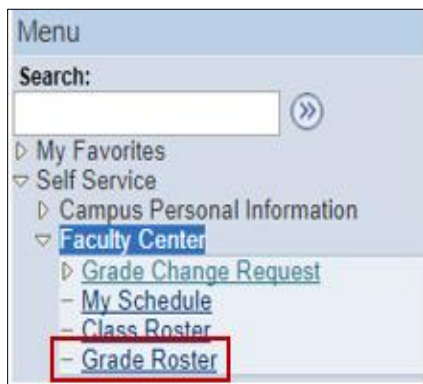 Menu
Search:
My Favorites
Self Service
Campus Personal Information
Faculty Center
Grade Change Request
My Schedule
Class Roster
Grade Roster